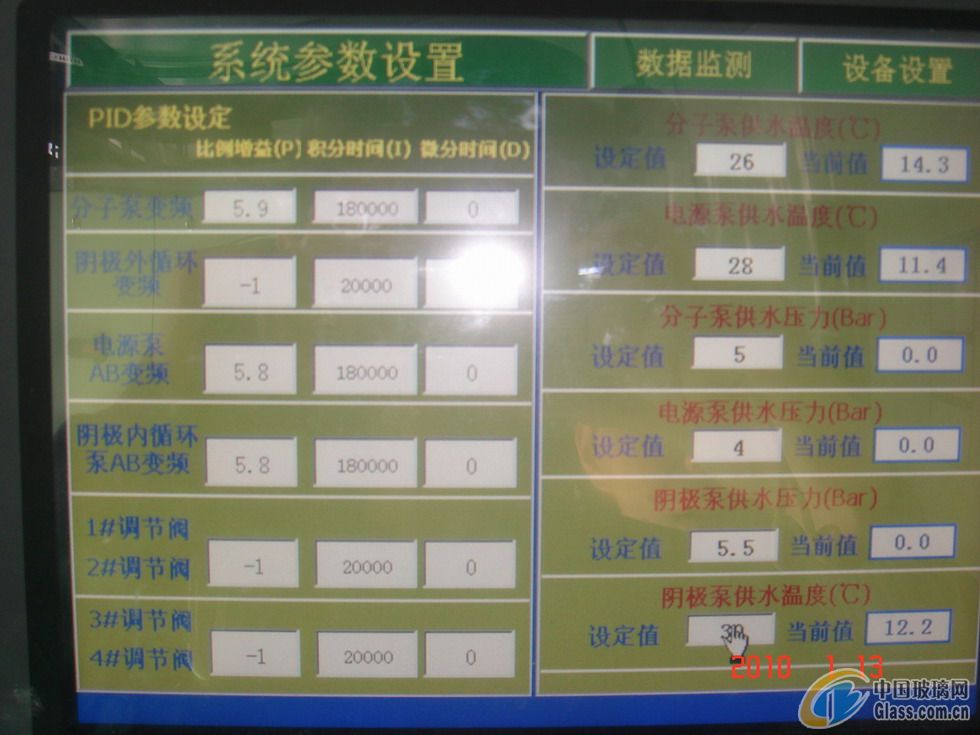 系统参数设置
数据监测
设备设置
PID参数设定
比例增益(P) 积分时间(I) 微分时间(D)
分子泵变频 5.9 180000 0
阴极外循环
变频 -1 20000
电源泵
AB变频 5.8 180000 0
阴极内循环
泵AB变频 5.8 180000 0
1#调节阀
2#调节阀 -1 20000 0
3#调节阀
4#调节阀 -1 20000 0
分子泵供水温度(℃)
设定值 26 当前值 14.3
电源泵供水温度(℃)
设定值 28 当前值 11.4
分子泵供水压力(Bar)
设定值 5 当前值 0.0
电源泵供水压力(Bar)
设定值 4 当前值 0.0
阴极泵供水压力(Bar)
设定值 5.5 当前值 0.0
阴极泵供水温度(℃)
设定值 当前值 12.2
2010 1 13
中国玻璃网
Glass.com.cn